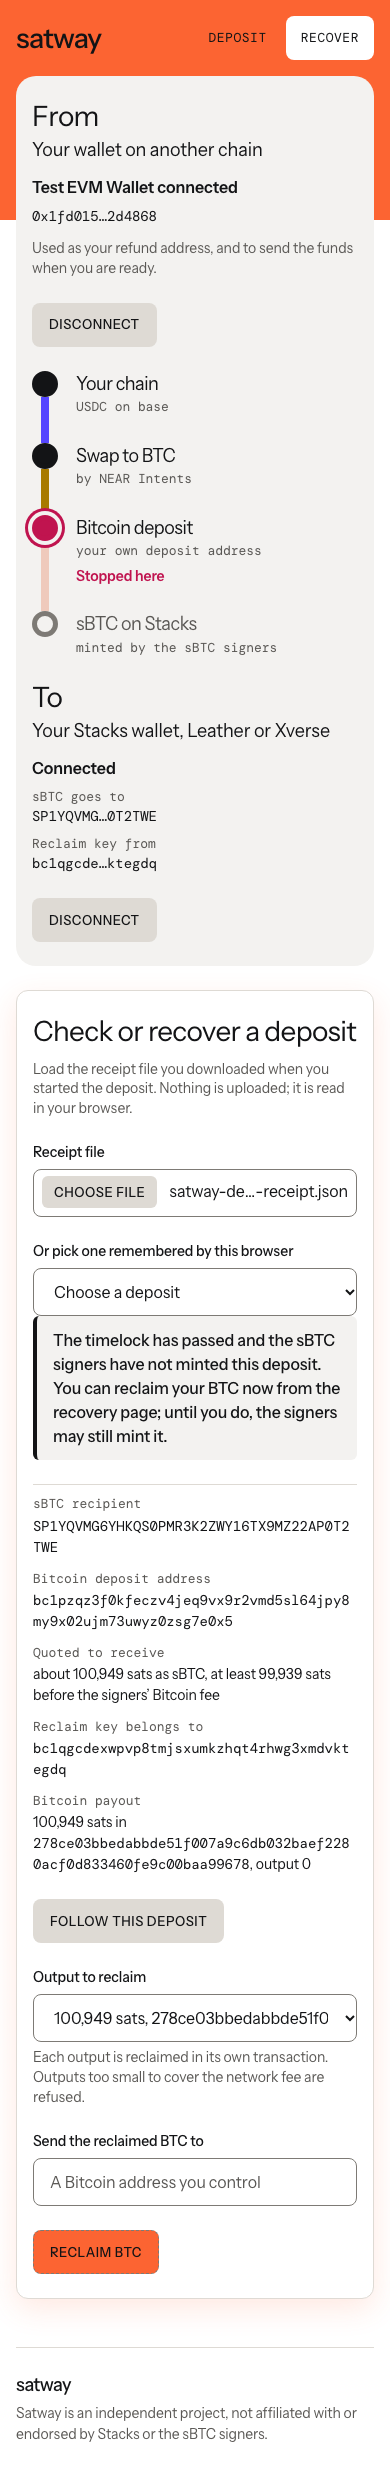 satway
DEPOSIT
RECOVER
From
Your wallet on another chain
Test EVM Wallet connected
0x1fd015…2d4868
Used as your refund address, and to send the funds
when you are ready.
DISCONNECT
Your chain
USDC on base
Swap to BTC
by NEAR Intents
Bitcoin deposit
your own deposit address
Stopped here
sBTC on Stacks
minted by the sBTC signers
To
Your Stacks wallet, Leather or Xverse
Connected
sBTC goes to
SP1YQVMG…0T2TWE
Reclaim key from
bc1qgcde…ktegdq
DISCONNECT
Check or recover a deposit
Load the receipt file you downloaded when you
started the deposit. Nothing is uploaded; it is read
in your browser.
Receipt file
CHOOSE FILE satway-de…-receipt.json
Or pick one remembered by this browser
Choose a deposit
The timelock has passed and the sBTC
signers have not minted this deposit.
You can reclaim your BTC now from the
recovery page; until you do, the signers
may still mint it.
sBTC recipient
SP1YQVMG6YHKQS0PMR3K2ZWY16TX9MZ22AP0T2
TWE
Bitcoin deposit address
bc1pzqz3f0kfeczv4jeq9vx9r2vmd5sl64jpy8
my9x02ujm73uwyz0zsg7e0x5
Quoted to receive
about 100,949 sats as sBTC, at least 99,939 sats
before the signers’ Bitcoin fee
Reclaim key belongs to
bc1qgcdexwpvp8tmjsxumkzhqt4rhwg3xmdvkt
egdq
Bitcoin payout
100,949 sats in
278ce03bbedabbde51f007a9c6db032baef228
0acf0d833460fe9c00baa99678, output 0
FOLLOW THIS DEPOSIT
Output to reclaim
100,949 sats, 278ce03bbedabbde51f0
Each output is reclaimed in its own transaction.
Outputs too small to cover the network fee are
refused.
Send the reclaimed BTC to
A Bitcoin address you control
RECLAIM BTC
satway
Satway is an independent project, not affiliated with or
endorsed by Stacks or the sBTC signers.